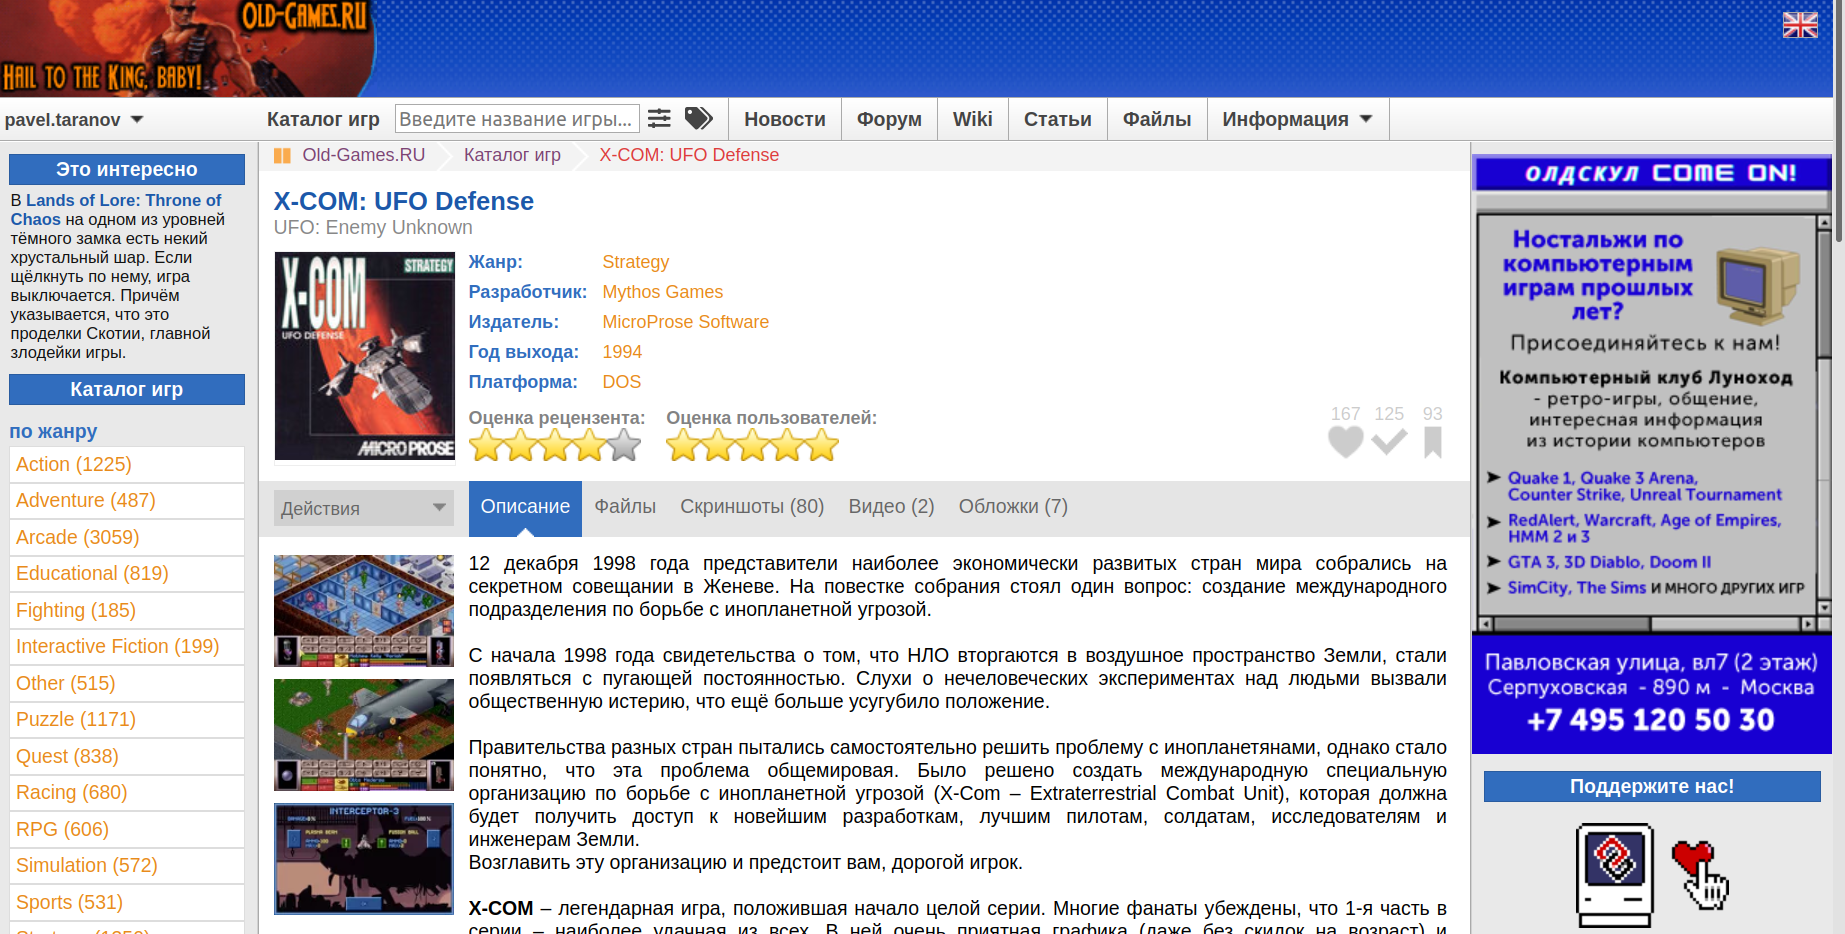 OLD-GAMES.RU
HAIL TO THE KING, BABY!
pavel.taranov
Каталог игр
Введите название игры...
Новости
Форум
Wiki
Статьи
Файлы
Информация
Это интересно
В Lands of Lore: Throne of
Chaos на одном из уровней
тёмного замка есть некий
хрустальный шар. Если
щёлкнуть по нему, игра
выключается. Причём
указывается, что это
проделки Скотии, главной
злодейки игры.
Каталог игр
по жанру
Action (1225)
Adventure (487)
Arcade (3059)
Educational (819)
Fighting (185)
Interactive Fiction (199)
Other (515)
Puzzle (1171)
Quest (838)
Racing (680)
RPG (606)
Simulation (572)
Sports (531)
Old-Games.RU
Каталог игр
X-COM: UFO Defense
X-COM: UFO Defense
UFO: Enemy Unknown
X-COM
STRATEGY
UFO DEFENSE
MICROPROSE
Жанр: Strategy
Разработчик: Mythos Games
Издатель: MicroProse Software
Год выхода: 1994
Платформа: DOS
Оценка рецензента: Оценка пользователей:
167 125 93
Действия
Описание
Файлы
Скриншоты (80)
Видео (2)
Обложки (7)
INTERCEPTOR-3
12 декабря 1998 года представители наиболее экономически развитых стран мира собрались на
секретном совещании в Женеве. На повестке собрания стоял один вопрос: создание международного
подразделения по борьбе с инопланетной угрозой.
С начала 1998 года свидетельства о том, что НЛО вторгаются в воздушное пространство Земли, стали
появляться с пугающей постоянностью. Слухи о нечеловеческих экспериментах над людьми вызвали
общественную истерию, что ещё больше усугубило положение.
Правительства разных стран пытались самостоятельно решить проблему с инопланетянами, однако стало
понятно, что эта проблема общемировая. Было решено создать международную специальную
организацию по борьбе с инопланетной угрозой (X-Com – Extraterrestrial Combat Unit), которая должна
будет получить доступ к новейшим разработкам, лучшим пилотам, солдатам, исследователям и
инженерам Земли.
Возглавить эту организацию и предстоит вам, дорогой игрок.
X-COM – легендарная игра, положившая начало целой серии. Многие фанаты убеждены, что 1-я часть в
серии – наиболее удачная из всех. В ней очень приятная графика (даже без скидок на возраст) и
ОЛДСКУЛ COME ON!
Ностальжи по
компьютерным
играм прошлых
лет?
Присоединяйтесь к нам!
Компьютерный клуб Луноход
- ретро-игры, общение,
интересная информация
из истории компьютеров
Quake 1, Quake 3 Arena,
Counter Strike, Unreal Tournament
RedAlert, Warcraft, Age of Empires,
HMM 2 и 3
GTA 3, 3D Diablo, Doom II
SimCity, The Sims И МНОГО ДРУГИХ ИГР
Павловская улица, вл7 (2 этаж)
Серпуховская - 890 м - Москва
+7 495 120 50 30
Поддержите нас!